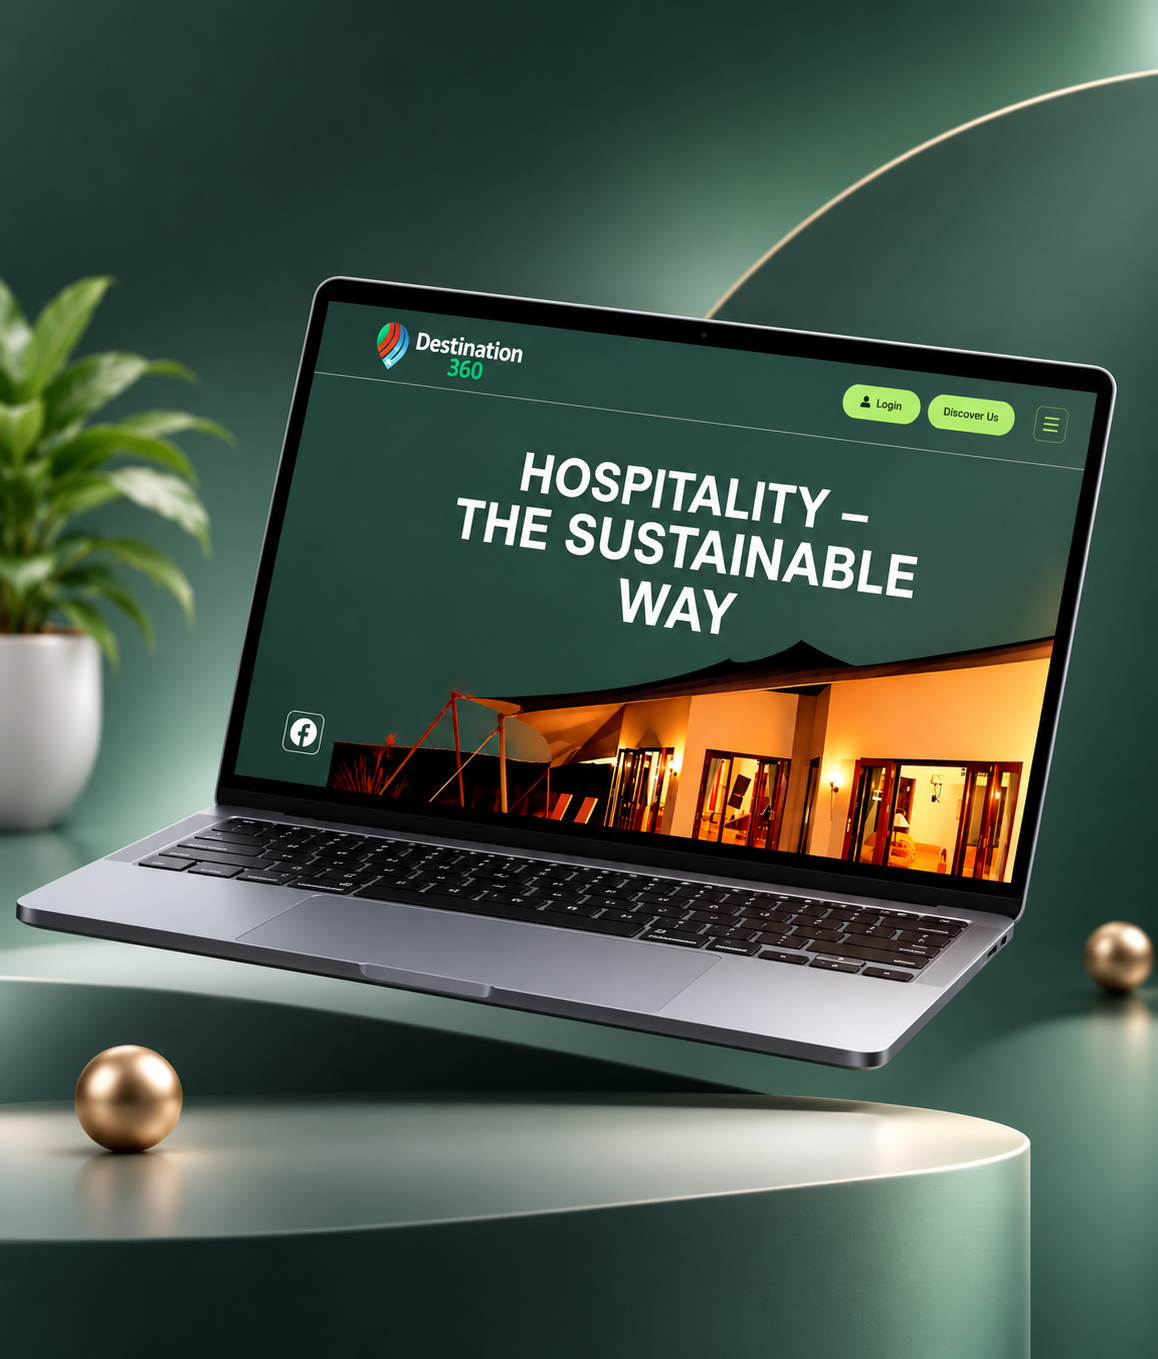 Destination
360
Login
Discover Us
HOSPITALITY –
THE SUSTAINABLE
WAY